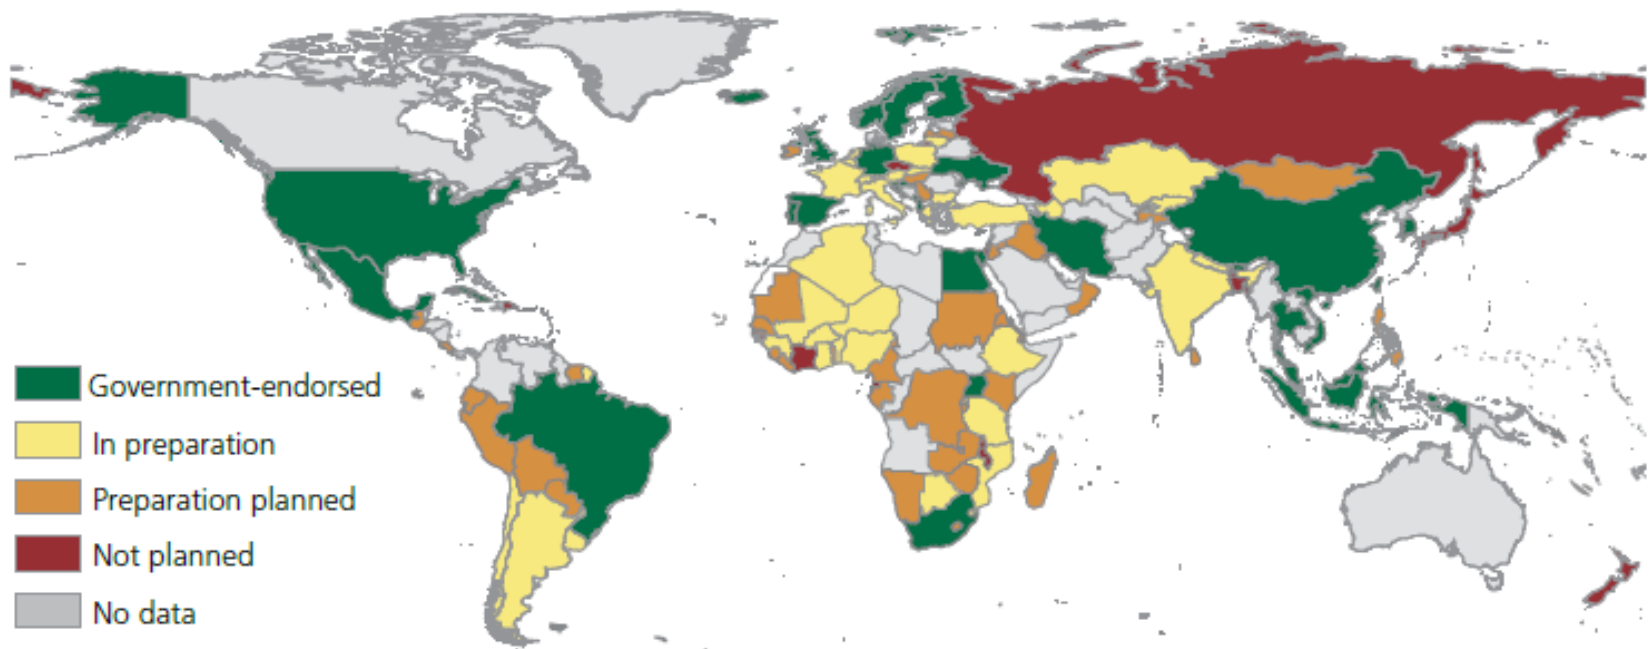 Government-endorsed
In preparation
Preparation planned
Not planned
No data